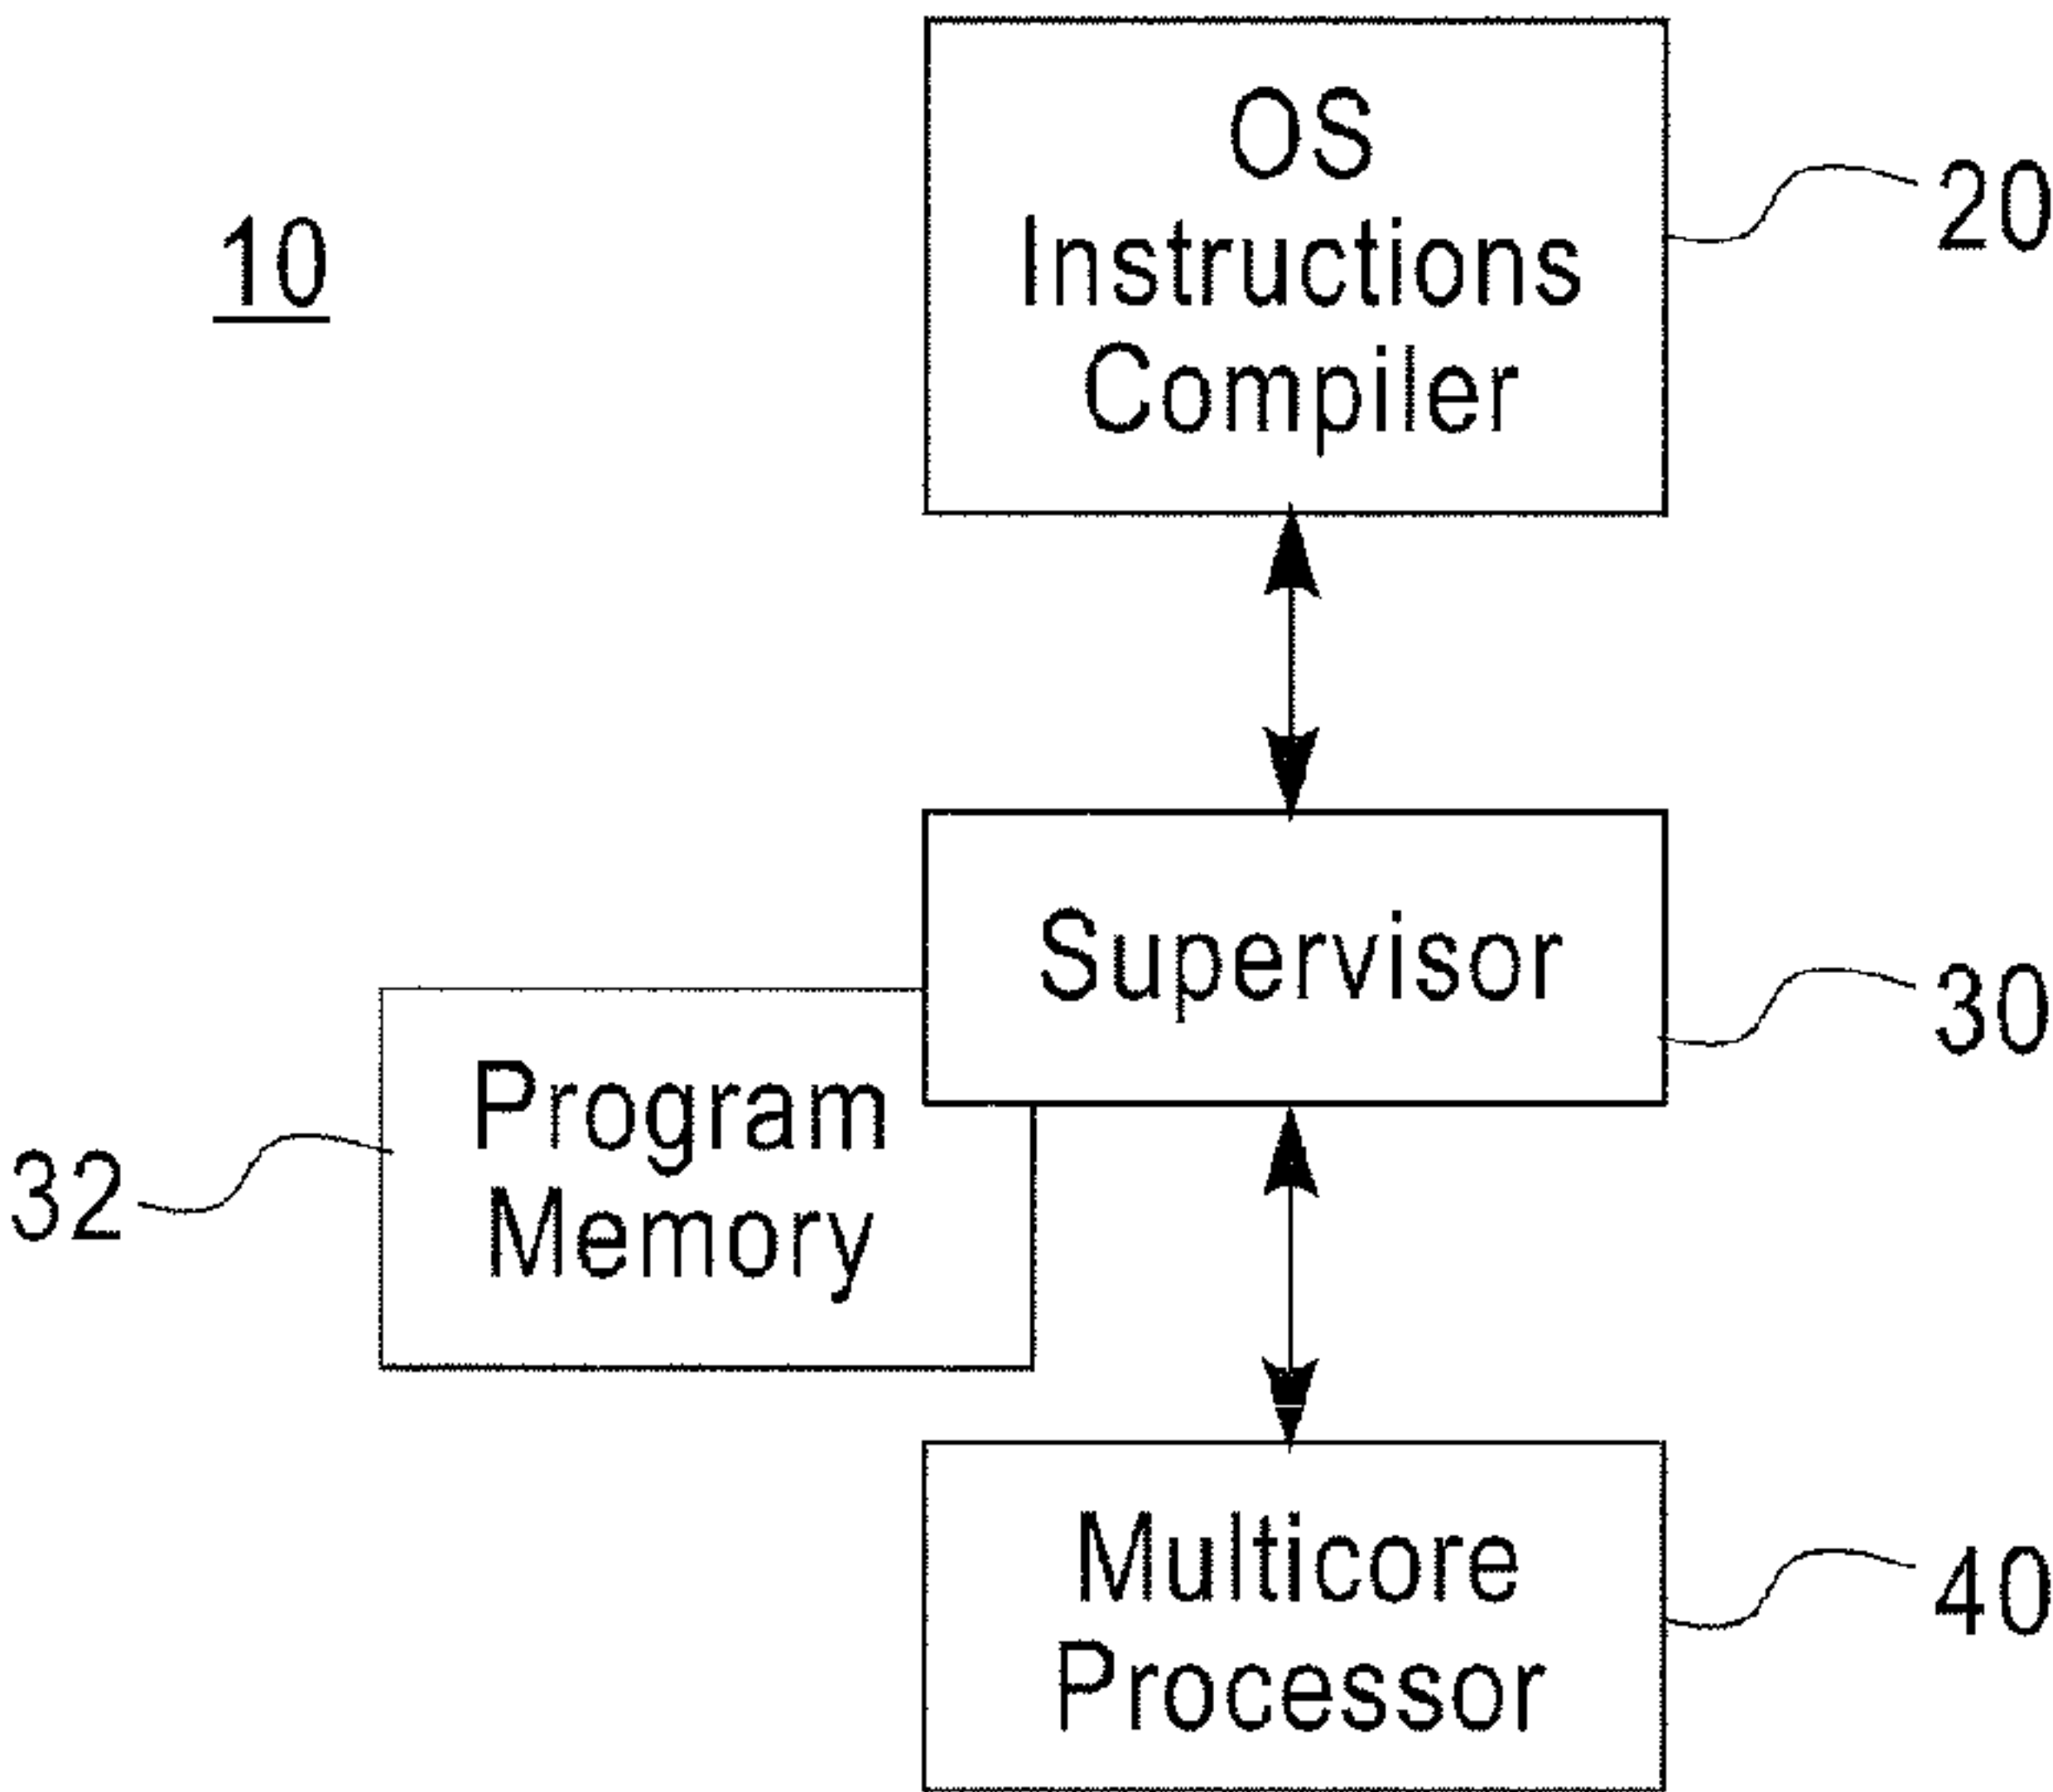 10
OS
Instructions
Compiler
20
Supervisor
30
Program
Memory
32
Multicore
Processor
40